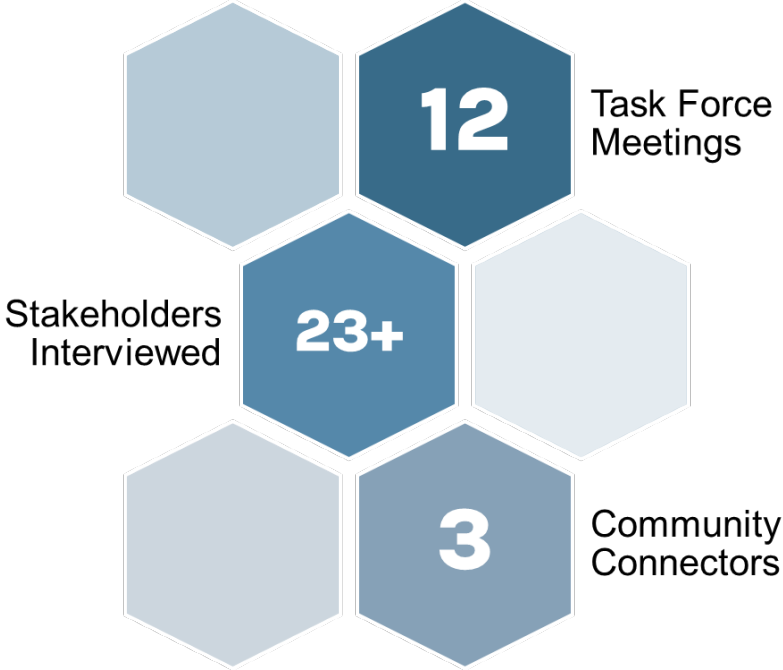 12
Task Force
Meetings
Stakeholders
Interviewed
23+
3
Community
Connectors